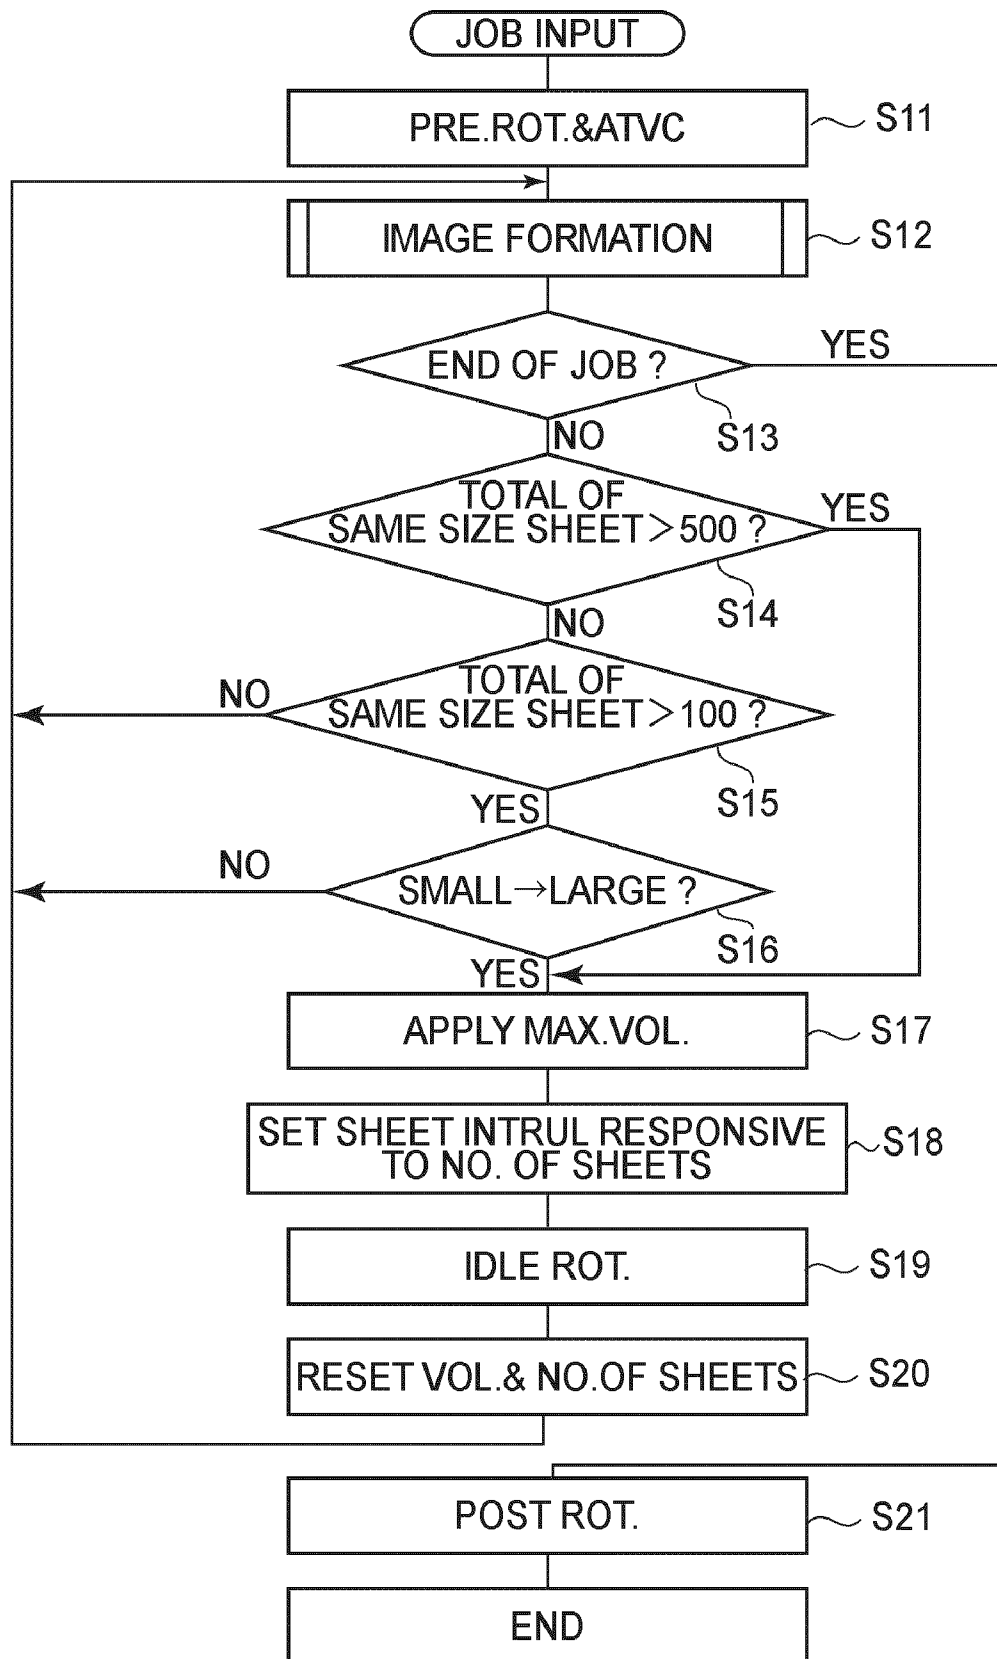 JOB INPUT
PRE.ROT.&ATVC
S11
IMAGE FORMATION
S12
END OF JOB ?
YES
S13
NO
TOTAL OF
SAME SIZE SHEET>500 ?
YES
S14
NO
TOTAL OF
SAME SIZE SHEET>100 ?
NO
S15
YES
SMALL→LARGE ?
NO
S16
YES
APPLY MAX.VOL.
S17
SET SHEET INTRUL RESPONSIVE
TO NO. OF SHEETS
S18
IDLE ROT.
S19
RESET VOL.& NO.OF SHEETS
S20
POST ROT.
S21
END